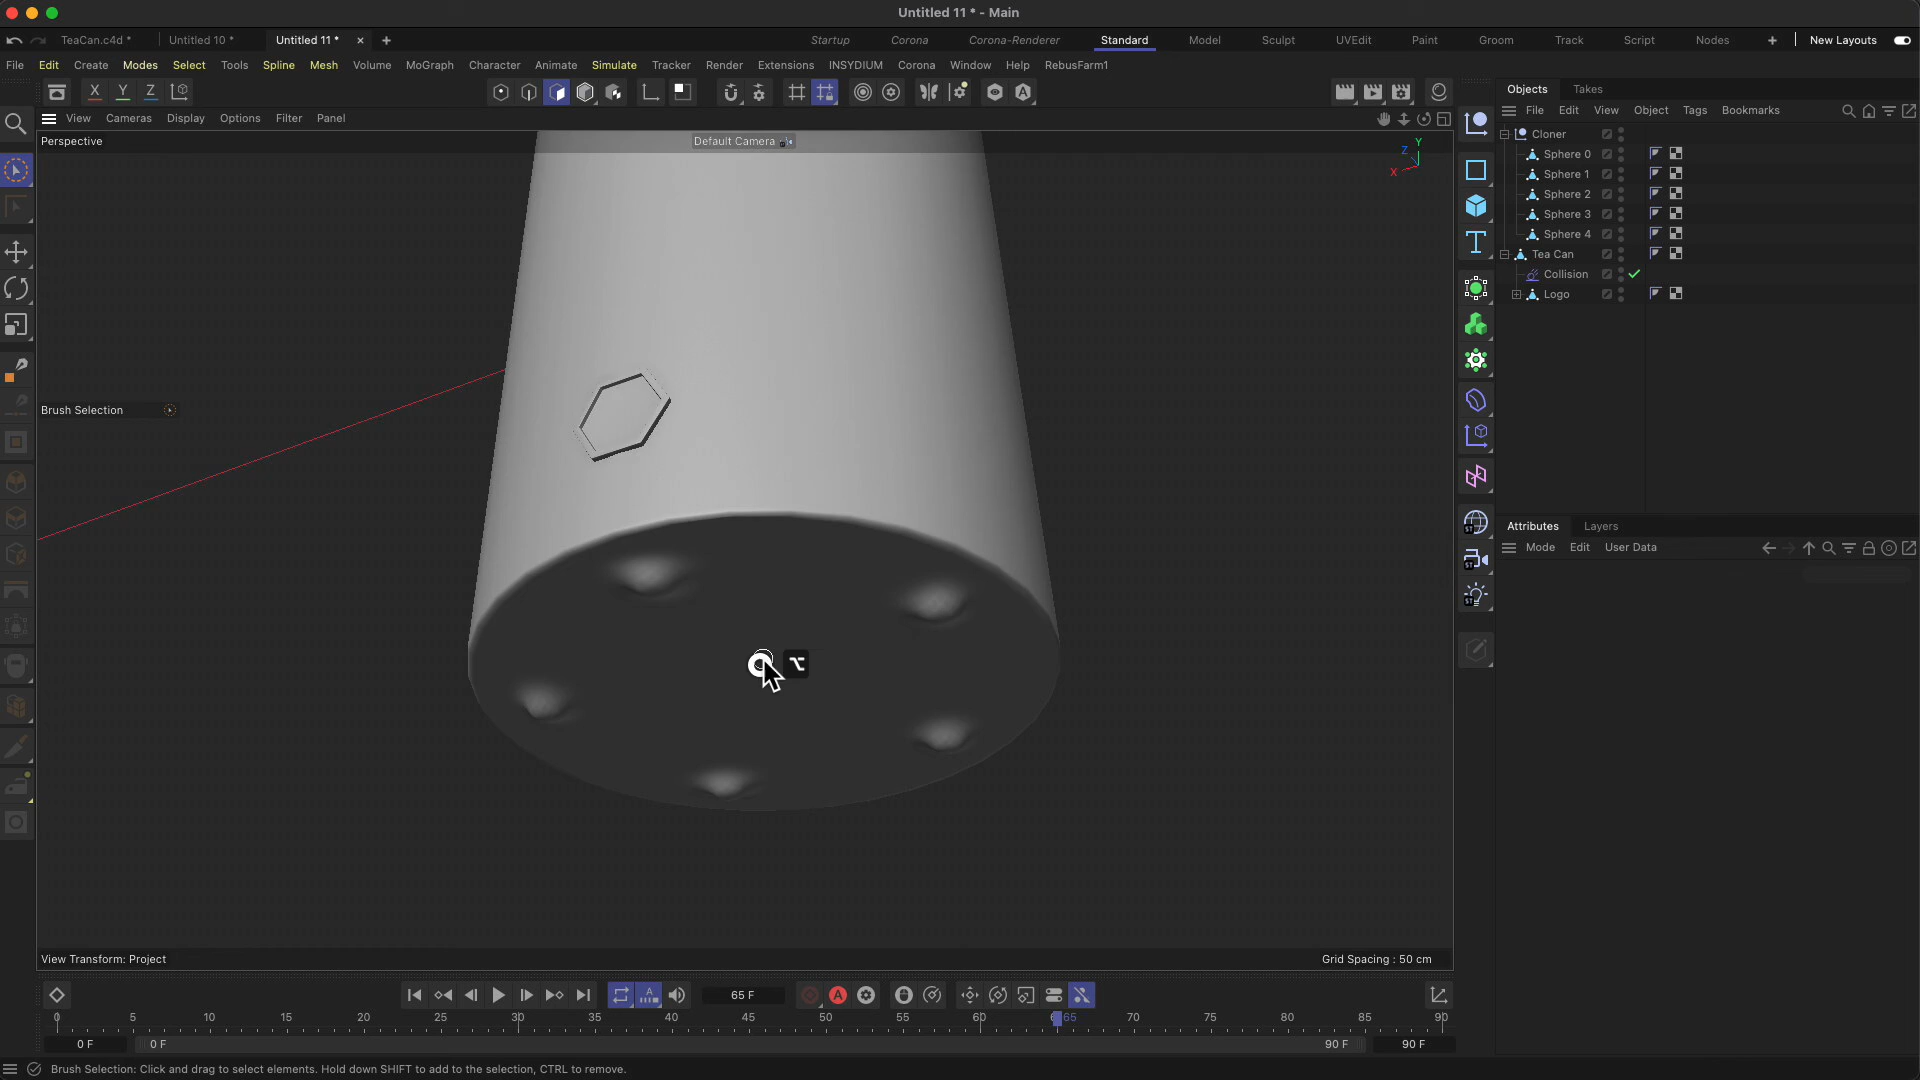 Untitled 11 * - Main
TeaCan.c4d *
Untitled 10 *
Untitled 11 *
Startup
Corona
Corona-Renderer
Standard
Model
Sculpt
UVEdit
Paint
Groom
Track
Script
Nodes
New Layouts
File Edit Create Modes Select Tools Spline Mesh Volume MoGraph Character Animate Simulate Tracker Render Extensions INSYDIUM Corona Window Help RebusFarm1
X Y Z
Objects Takes
View Cameras Display Options Filter Panel
File Edit View Object Tags Bookmarks
Perspective
Default Camera
Y
Z
X
Cloner
Sphere 0
Sphere 1
Sphere 2
Sphere 3
Sphere 4
Tea Can
Collision
Logo
Brush Selection
Attributes Layers
Mode Edit User Data
ST
ST
ST
View Transform: Project
Grid Spacing : 50 cm
65 F
0 5 10 15 20 25 30 35 40 45 50 55 60 65 70 75 80 85 90
0 F
0 F
90 F
90 F
Brush Selection: Click and drag to select elements. Hold down SHIFT to add to the selection, CTRL to remove.